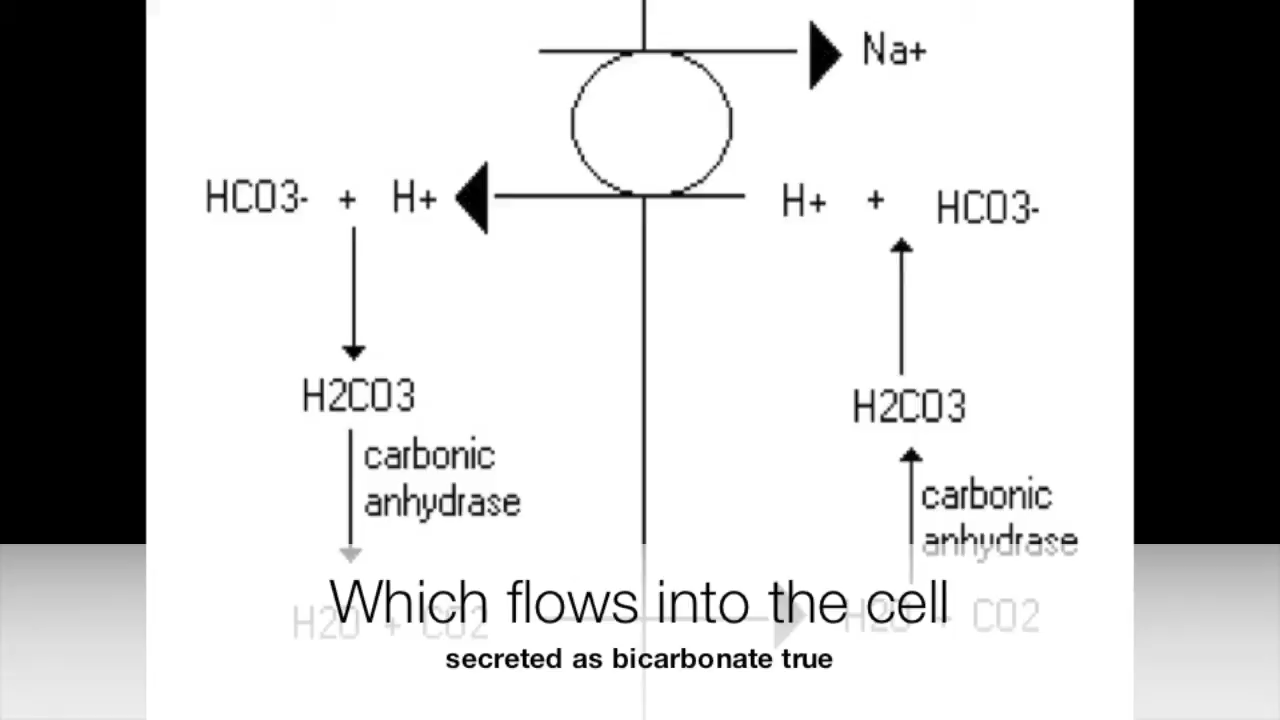 Na+
HCO3- + H+
H+ + HCO3-
H2CO3
H2CO3
carbonic
anhydrase
carbonic
anhydrase
H2O + CO2
H2O + CO2
Which flows into the cell
secreted as bicarbonate true